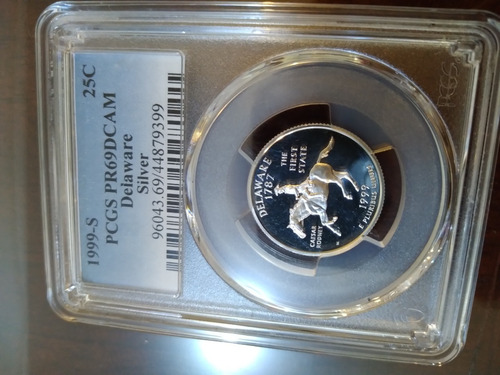 1999-S 25C
PCGS PR69DCAM
Delaware
Silver
96043.69/44879399
DELAWARE
1787
THE
FIRST
STATE
CAESAR
RODNEY
1999
E PLURIBUS UNUM
PCGS